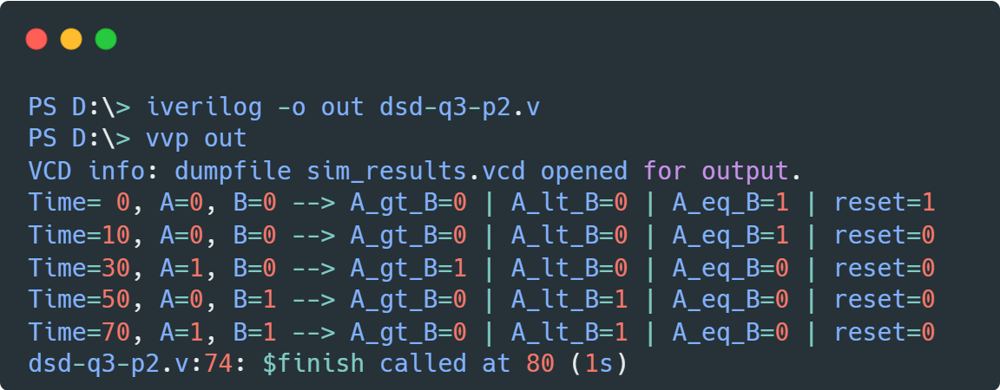 PS D:\> iverilog -o out dsd-q3-p2.v
PS D:\> vvp out
VCD info: dumpfile sim_results.vcd opened for output.
Time= 0, A=0, B=0 --> A_gt_B=0 | A_lt_B=0 | A_eq_B=1 | reset=1
Time=10, A=0, B=0 --> A_gt_B=0 | A_lt_B=0 | A_eq_B=1 | reset=0
Time=30, A=1, B=0 --> A_gt_B=1 | A_lt_B=0 | A_eq_B=0 | reset=0
Time=50, A=0, B=1 --> A_gt_B=0 | A_lt_B=1 | A_eq_B=0 | reset=0
Time=70, A=1, B=1 --> A_gt_B=0 | A_lt_B=1 | A_eq_B=0 | reset=0
dsd-q3-p2.v:74: $finish called at 80 (1s)